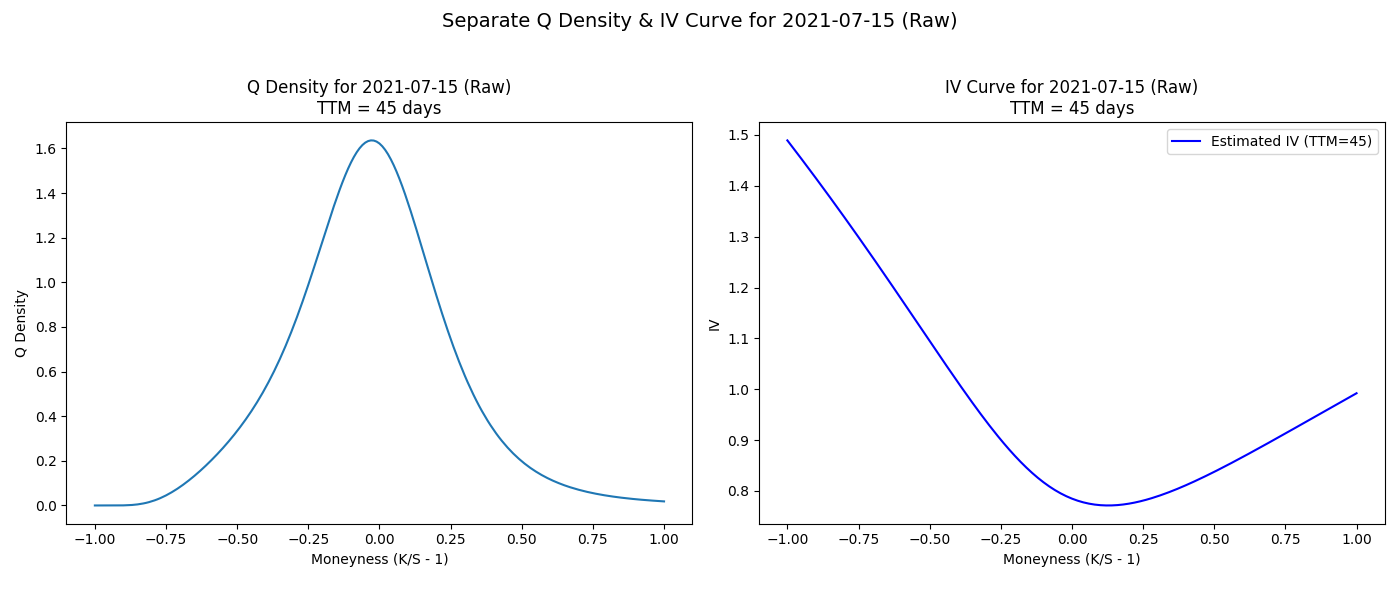 Separate Q Density & IV Curve for 2021-07-15 (Raw)
Q Density for 2021-07-15 (Raw)
TTM = 45 days
1.6
1.4
1.2
1.0
0.8
0.6
0.4
0.2
0.0
Q Density
−1.00 −0.75 −0.50 −0.25 0.00 0.25 0.50 0.75 1.00
Moneyness (K/S - 1)
IV Curve for 2021-07-15 (Raw)
TTM = 45 days
Estimated IV (TTM=45)
1.5
1.4
1.3
1.2
1.1
1.0
0.9
0.8
IV
−1.00 −0.75 −0.50 −0.25 0.00 0.25 0.50 0.75 1.00
Moneyness (K/S - 1)